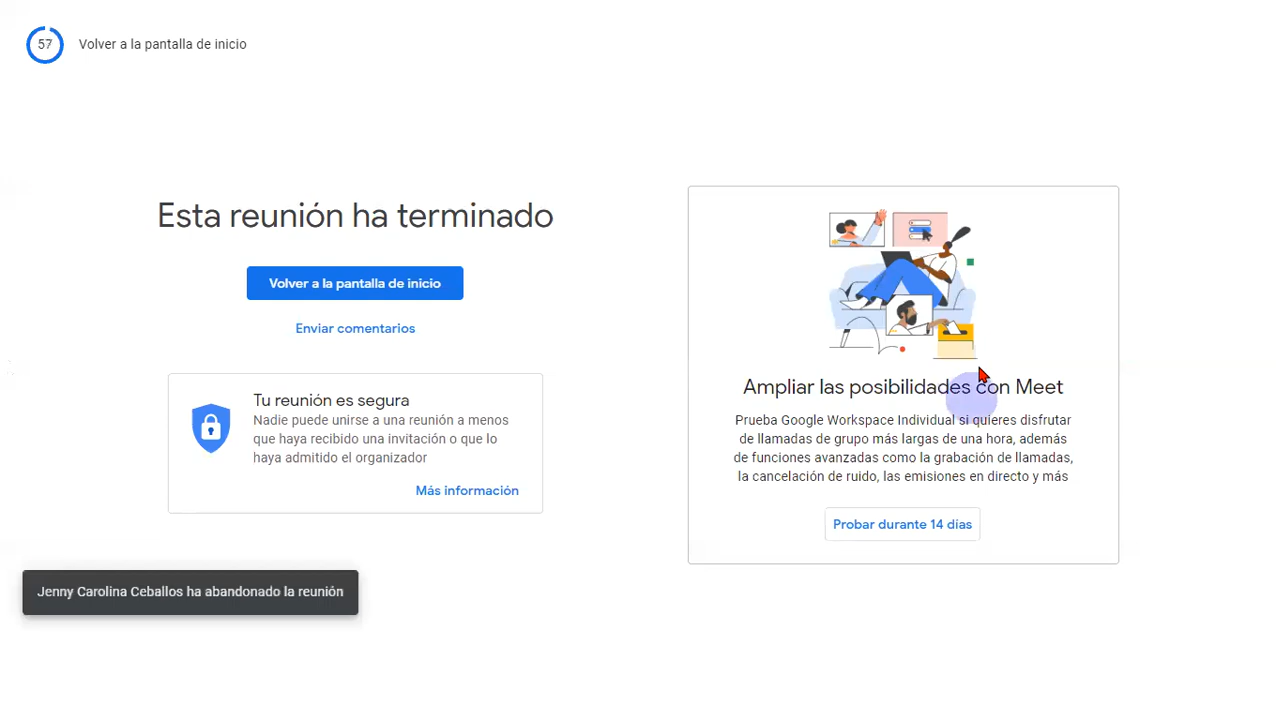 57 Volver a la pantalla de inicio
Esta reunión ha terminado
Volver a la pantalla de inicio
Enviar comentarios
Tu reunión es segura
Nadie puede unirse a una reunión a menos
que haya recibido una invitación o que lo
haya admitido el organizador
Más información
Ampliar las posibilidades con Meet
Prueba Google Workspace Individual si quieres disfrutar
de llamadas de grupo más largas de una hora, además
de funciones avanzadas como la grabación de llamadas,
la cancelación de ruido, las emisiones en directo y más
Probar durante 14 días
Jenny Carolina Ceballos ha abandonado la reunión